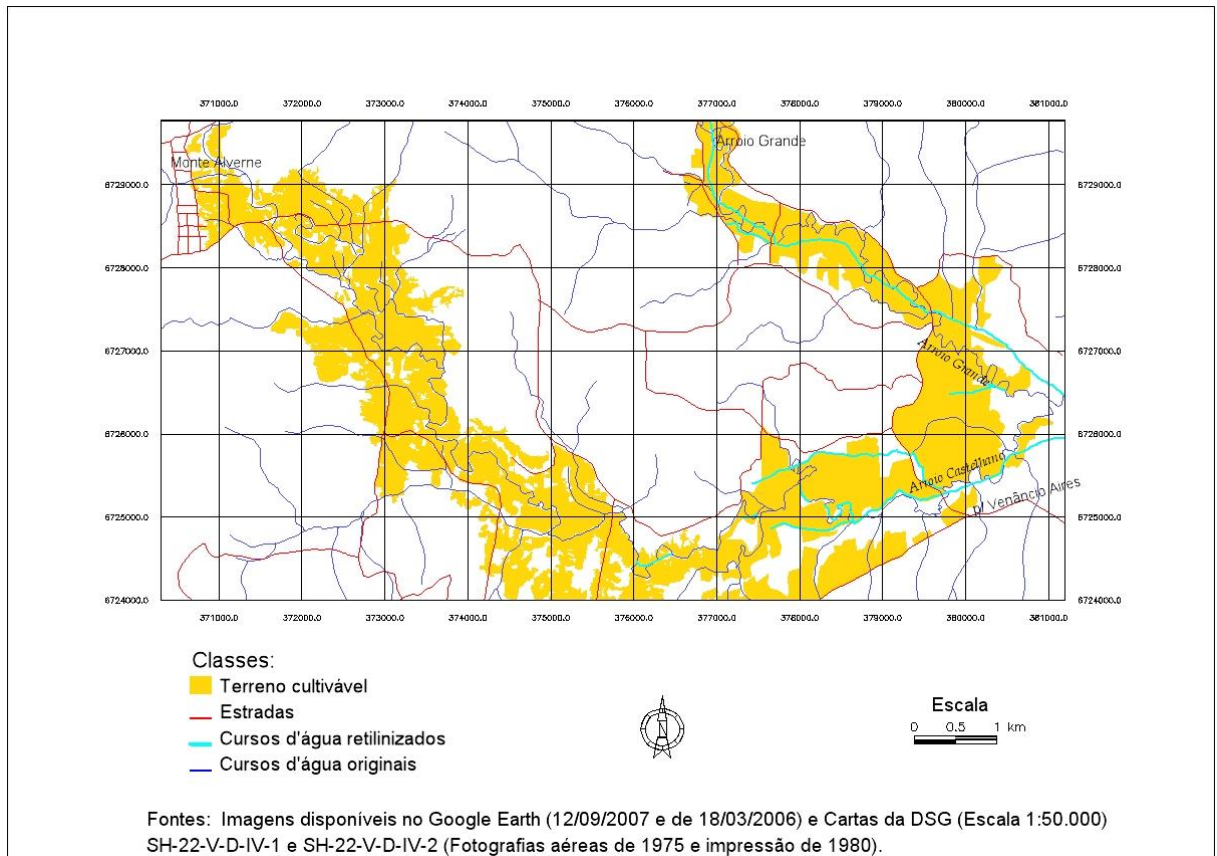 371000.0 372000.0 373000.0 374000.0 375000.0 376000.0 377000.0 378000.0 379000.0 380000.0 381000.0
Arroio Grande
Monte Alverne
6729000.0 6729000.0
6728000.0 6728000.0
6727000.0 6727000.0
Arroio Grande
6726000.0 6726000.0
Arroio Castelhano
p/ Venâncio Aires
6725000.0 6725000.0
6724000.0 6724000.0
371000.0 372000.0 373000.0 374000.0 375000.0 376000.0 377000.0 378000.0 379000.0 380000.0 381000.0
Classes:
Terreno cultivável
Estradas
Cursos d'água retilinizados
Cursos d'água originais
N
Escala
0 0.5 1 km
Fontes: Imagens disponíveis no Google Earth (12/09/2007 e de 18/03/2006) e Cartas da DSG (Escala 1:50.000)
SH-22-V-D-IV-1 e SH-22-V-D-IV-2 (Fotografias aéreas de 1975 e impressão de 1980).